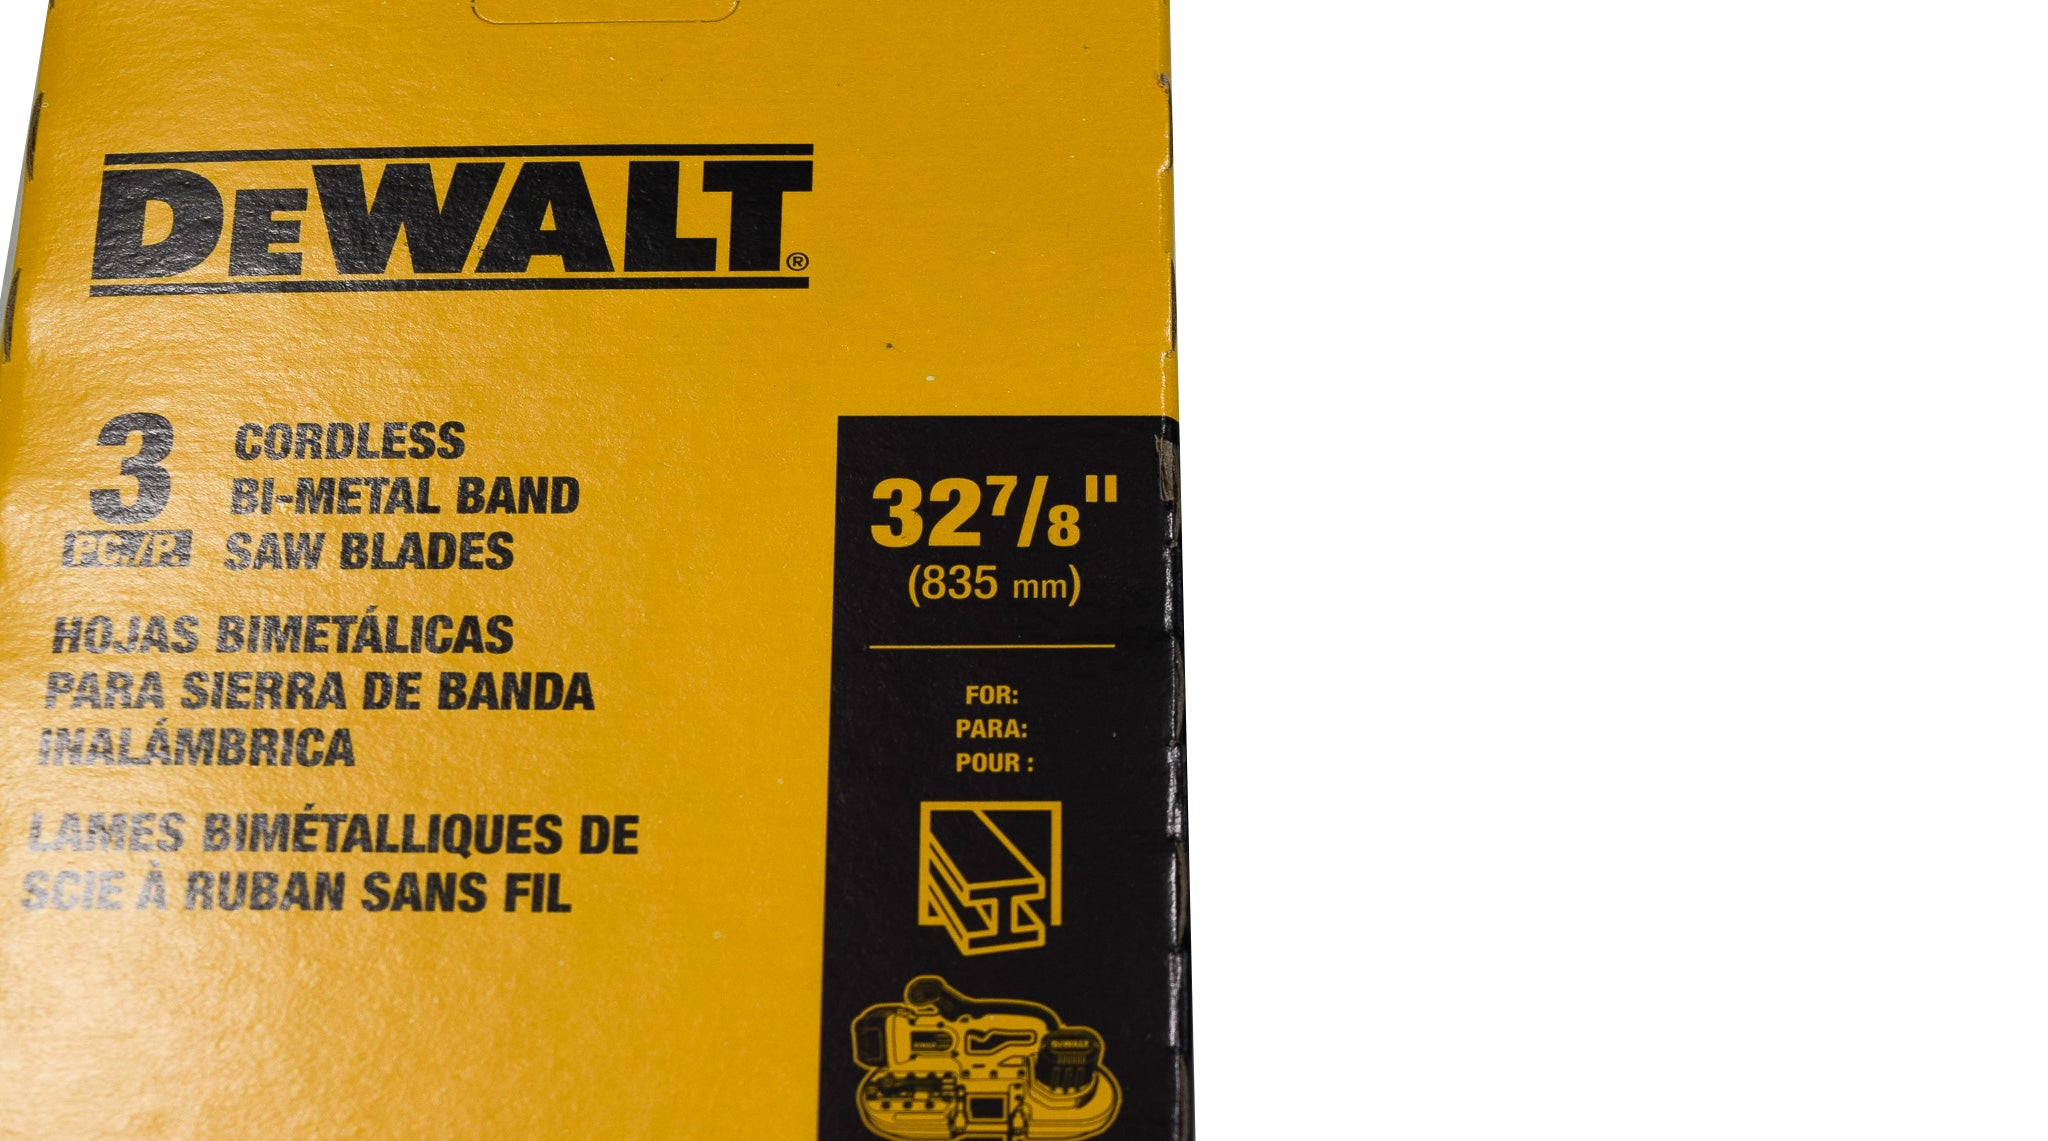 DEWALT®
3 PC./P.
CORDLESS
BI-METAL BAND
SAW BLADES
HOJAS BIMETÁLICAS
PARA SIERRA DE BANDA
INALÁMBRICA
LAMES BIMÉTALLIQUES DE
SCIE À RUBAN SANS FIL
32 7/8"
(835 mm)
FOR:
PARA:
POUR :
DEWALT